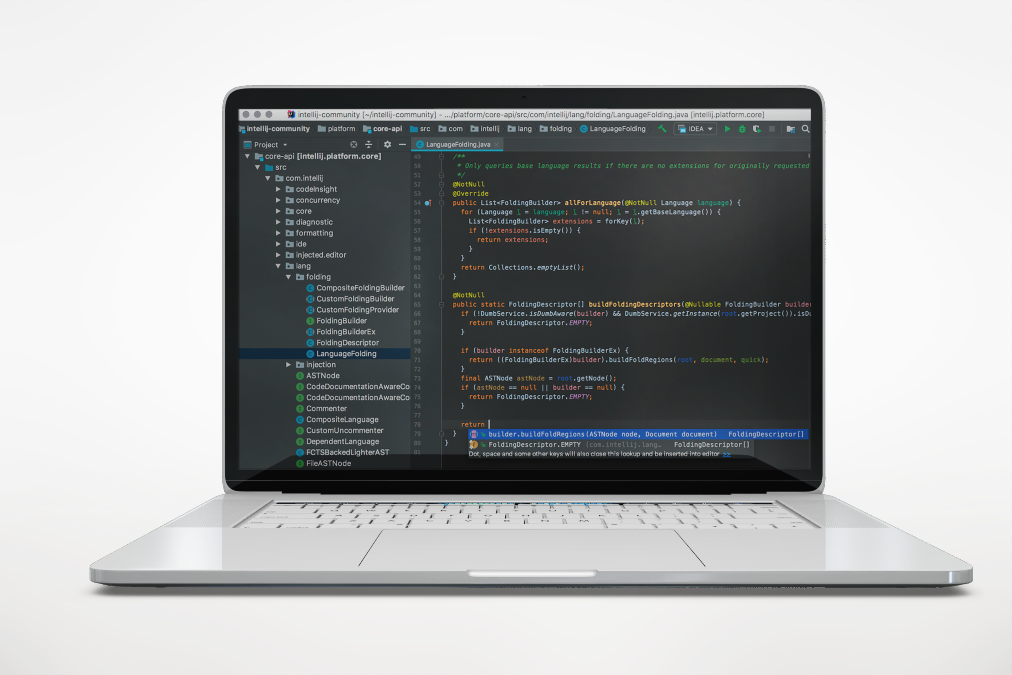 intellij-community [~/intellij-community] - .../platform/core-api/src/com/intellij/lang/folding/LanguageFolding.java [intellij.platform.core]
intellij-community platform core-api src com intellij lang folding LanguageFolding IDEA
Project
LanguageFolding.java
core-api [intellij.platform.core]
src
com.intellij
codeInsight
concurrency
core
diagnostic
formatting
ide
injected.editor
lang
folding
CompositeFoldingBuilder
CustomFoldingBuilder
CustomFoldingProvider
FoldingBuilder
FoldingBuilderEx
FoldingDescriptor
LanguageFolding
injection
ASTNode
CodeDocumentationAwareCo
CodeDocumentationAwareCo
Commenter
CompositeLanguage
CustomUncommenter
DependentLanguage
FCTSBackedLighterAST
FileASTNode
49 /**
50 * Only queries base language results if there are no extensions for originally requested
51 */
52 @NotNull
53 @Override
54 public List<FoldingBuilder> allForLanguage(@NotNull Language language) {
55 for (Language l = language; l != null; l = l.getBaseLanguage()) {
56 List<FoldingBuilder> extensions = forKey(l);
57 if (!extensions.isEmpty()) {
58 return extensions;
59 }
60 }
61 return Collections.emptyList();
62 }
63
64 @NotNull
65 public static FoldingDescriptor[] buildFoldingDescriptors(@Nullable FoldingBuilder builder
66 if (!DumbService.isDumbAware(builder) && DumbService.getInstance(root.getProject()).isDu
67 return FoldingDescriptor.EMPTY;
68 }
69
70 if (builder instanceof FoldingBuilderEx) {
71 return ((FoldingBuilderEx)builder).buildFoldRegions(root, document, quick);
72 }
73 final ASTNode astNode = root.getNode();
74 if (astNode == null || builder == null) {
75 return FoldingDescriptor.EMPTY;
76 }
77
78 return
79 }
80 }
builder.buildFoldRegions(ASTNode node, Document document) FoldingDescriptor[]
FoldingDescriptor.EMPTY (com.intellij.lang… FoldingDescriptor[]
Dot, space and some other keys will also close this lookup and be inserted into editor >>